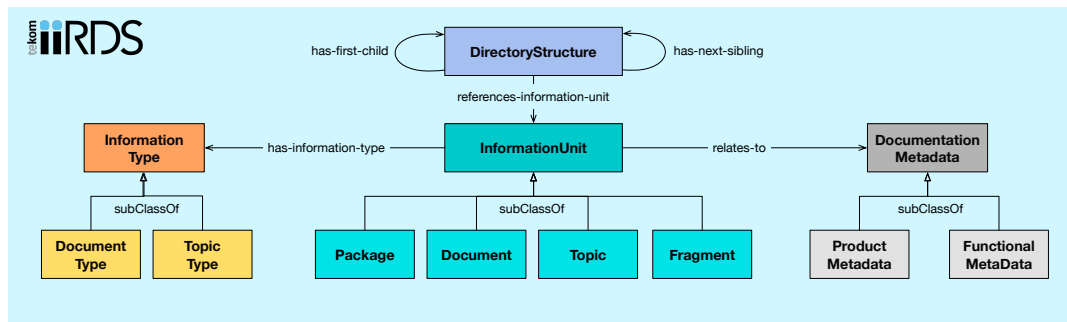 tekom
iiRDS
has-first-child
DirectoryStructure
has-next-sibling
references-information-unit
Information
Type
has-information-type
InformationUnit
relates-to
Documentation
Metadata
subClassOf
subClassOf
subClassOf
Document
Type
Topic
Type
Package
Document
Topic
Fragment
Product
Metadata
Functional
MetaData